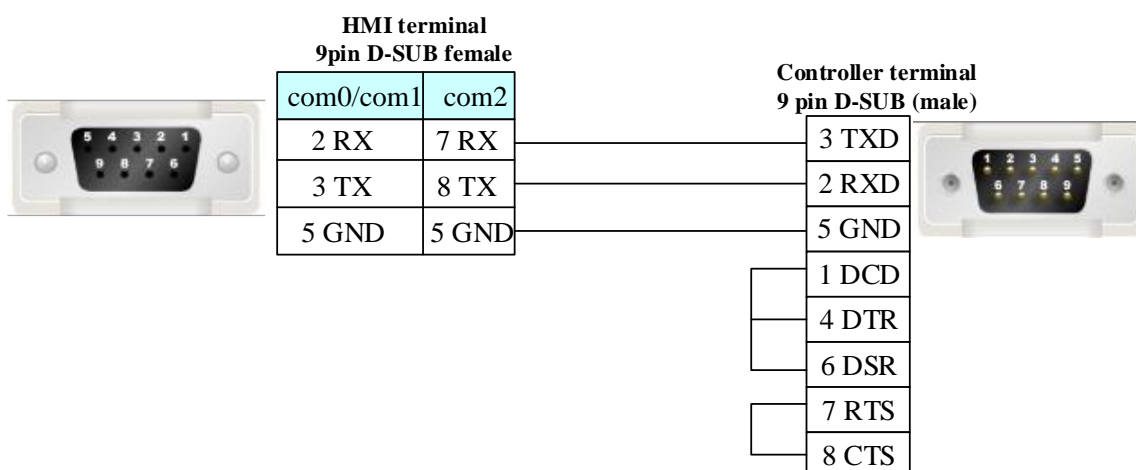 HMI terminal
9pin D-SUB female
com0/com1 com2
2 RX 7 RX
3 TX 8 TX
5 GND 5 GND
5 4 3 2 1
9 8 7 6
Controller terminal
9 pin D-SUB (male)
3 TXD
2 RXD
5 GND
1 DCD
4 DTR
6 DSR
7 RTS
8 CTS
1 2 3 4 5
6 7 8 9